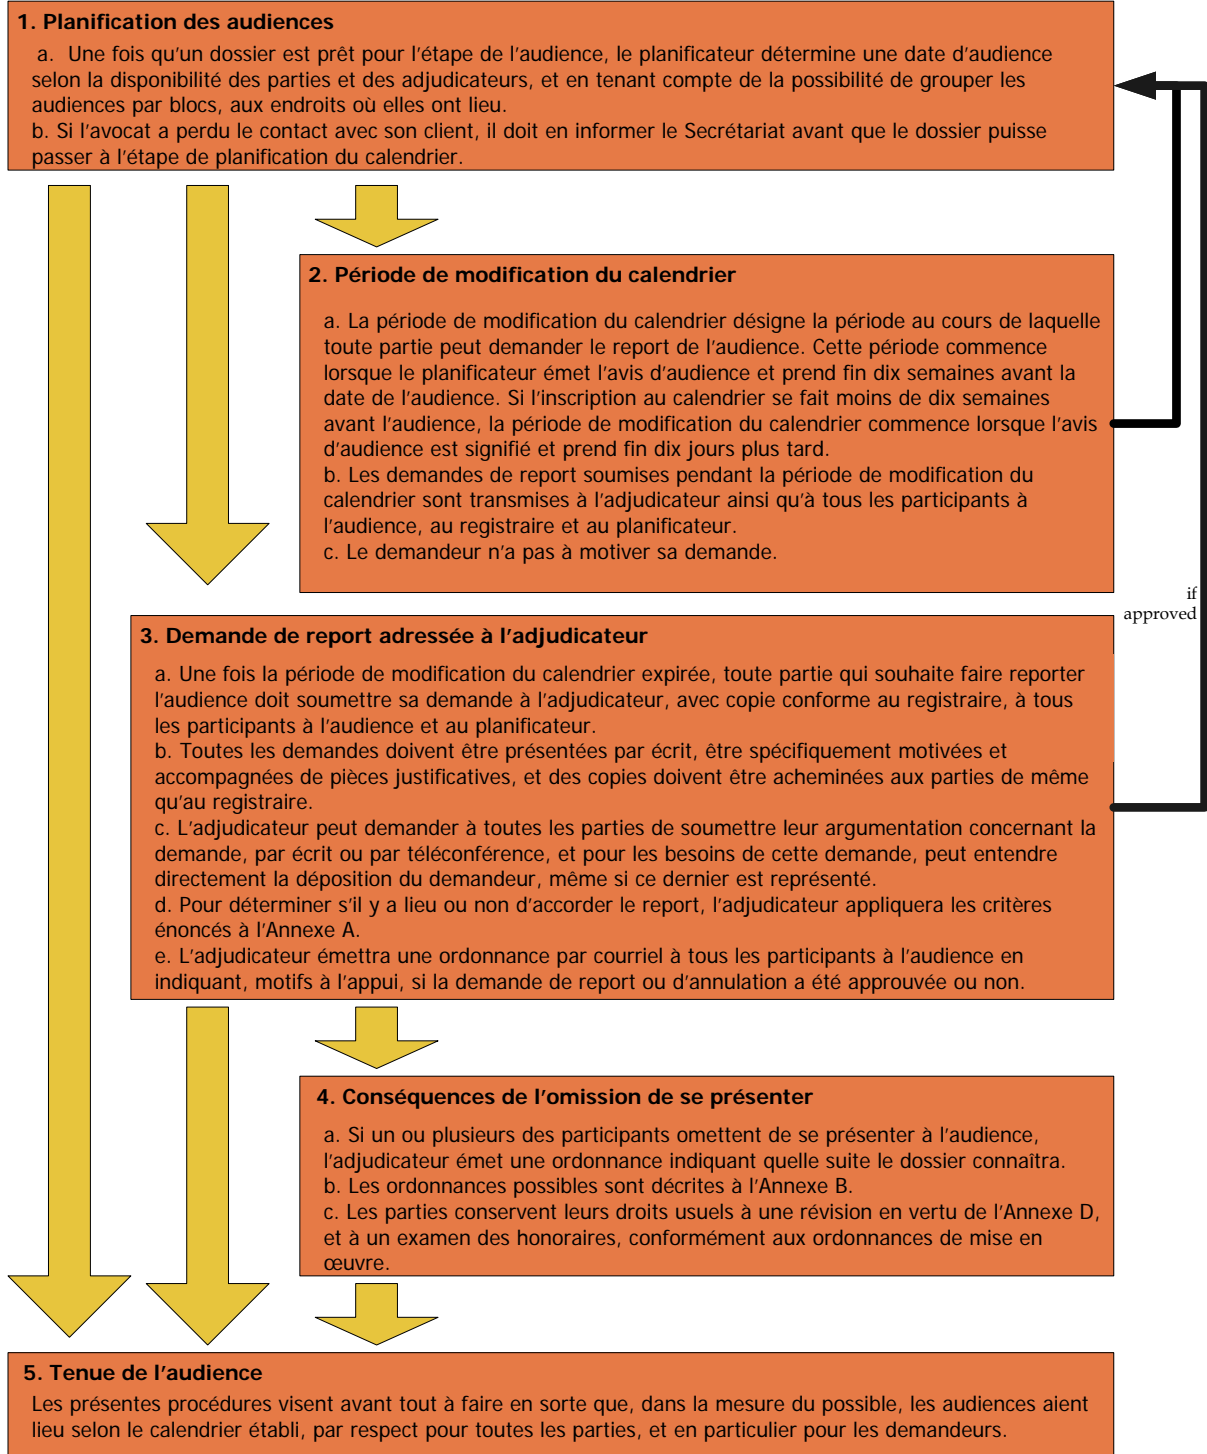 1. Planification des audiences
a. Une fois qu'un dossier est prêt pour l'étape de l'audience, le planificateur détermine une date d'audience
selon la disponibilité des parties et des adjudicateurs, et en tenant compte de la possibilité de grouper les
audiences par blocs, aux endroits où elles ont lieu.
b. Si l'avocat a perdu le contact avec son client, il doit en informer le Secrétariat avant que le dossier puisse
passer à l'étape de planification du calendrier.
2. Période de modification du calendrier
a. La période de modification du calendrier désigne la période au cours de laquelle
toute partie peut demander le report de l'audience. Cette période commence
lorsque le planificateur émet l'avis d'audience et prend fin dix semaines avant la
date de l'audience. Si l'inscription au calendrier se fait moins de dix semaines
avant l'audience, la période de modification du calendrier commence lorsque l'avis
d'audience est signifié et prend fin dix jours plus tard.
b. Les demandes de report soumises pendant la période de modification du
calendrier sont transmises à l'adjudicateur ainsi qu'à tous les participants à
l'audience, au registraire et au planificateur.
c. Le demandeur n'a pas à motiver sa demande.
if
approved
3. Demande de report adressée à l'adjudicateur
a. Une fois la période de modification du calendrier expirée, toute partie qui souhaite faire reporter
l'audience doit soumettre sa demande à l'adjudicateur, avec copie conforme au registraire, à tous
les participants à l'audience et au planificateur.
b. Toutes les demandes doivent être présentées par écrit, être spécifiquement motivées et
accompagnées de pièces justificatives, et des copies doivent être acheminées aux parties de même
qu'au registraire.
c. L'adjudicateur peut demander à toutes les parties de soumettre leur argumentation concernant la
demande, par écrit ou par téléconférence, et pour les besoins de cette demande, peut entendre
directement la déposition du demandeur, même si ce dernier est représenté.
d. Pour déterminer s'il y a lieu ou non d'accorder le report, l'adjudicateur appliquera les critères
énoncés à l'Annexe A.
e. L'adjudicateur émettra une ordonnance par courriel à tous les participants à l'audience en
indiquant, motifs à l'appui, si la demande de report ou d'annulation a été approuvée ou non.
4. Conséquences de l'omission de se présenter
a. Si un ou plusieurs des participants omettent de se présenter à l'audience,
l'adjudicateur émet une ordonnance indiquant quelle suite le dossier connaîtra.
b. Les ordonnances possibles sont décrites à l'Annexe B.
c. Les parties conservent leurs droits usuels à une révision en vertu de l'Annexe D,
et à un examen des honoraires, conformément aux ordonnances de mise en
œuvre.
5. Tenue de l'audience
Les présentes procédures visent avant tout à faire en sorte que, dans la mesure du possible, les audiences aient
lieu selon le calendrier établi, par respect pour toutes les parties, et en particulier pour les demandeurs.